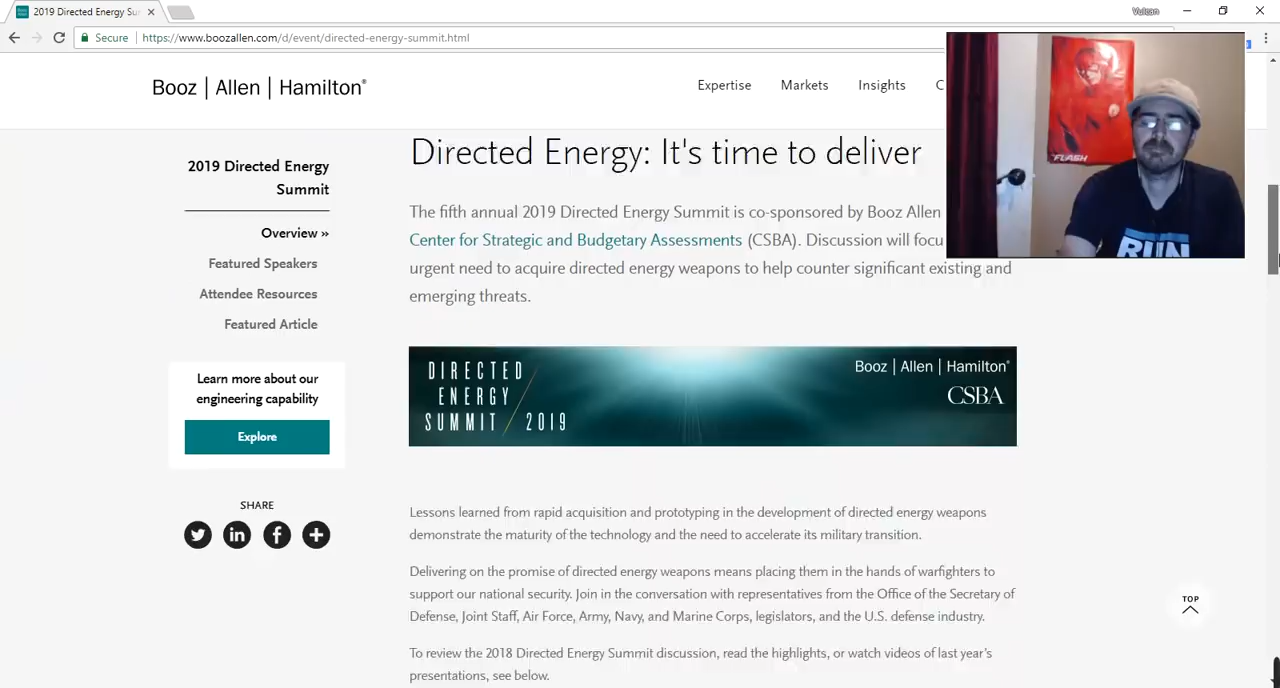 2019 Directed Energy Su
Vulcan
Secure
https://www.boozallen.com/d/event/directed-energy-summit.html
Booz | Allen | Hamilton®
Expertise
Markets
Insights
C
FLASH
RUN
2019 Directed Energy
Summit
Overview »
Featured Speakers
Attendee Resources
Featured Article
Learn more about our
engineering capability
Explore
SHARE
Directed Energy: It's time to deliver
The fifth annual 2019 Directed Energy Summit is co-sponsored by Booz Allen
Center for Strategic and Budgetary Assessments (CSBA). Discussion will focu
urgent need to acquire directed energy weapons to help counter significant existing and
emerging threats.
DIRECTED
ENERGY
SUMMIT / 2019
Booz | Allen | Hamilton®
CSBA
Lessons learned from rapid acquisition and prototyping in the development of directed energy weapons
demonstrate the maturity of the technology and the need to accelerate its military transition.
Delivering on the promise of directed energy weapons means placing them in the hands of warfighters to
support our national security. Join in the conversation with representatives from the Office of the Secretary of
Defense, Joint Staff, Air Force, Army, Navy, and Marine Corps, legislators, and the U.S. defense industry.
To review the 2018 Directed Energy Summit discussion, read the highlights, or watch videos of last year's
presentations, see below.
TOP